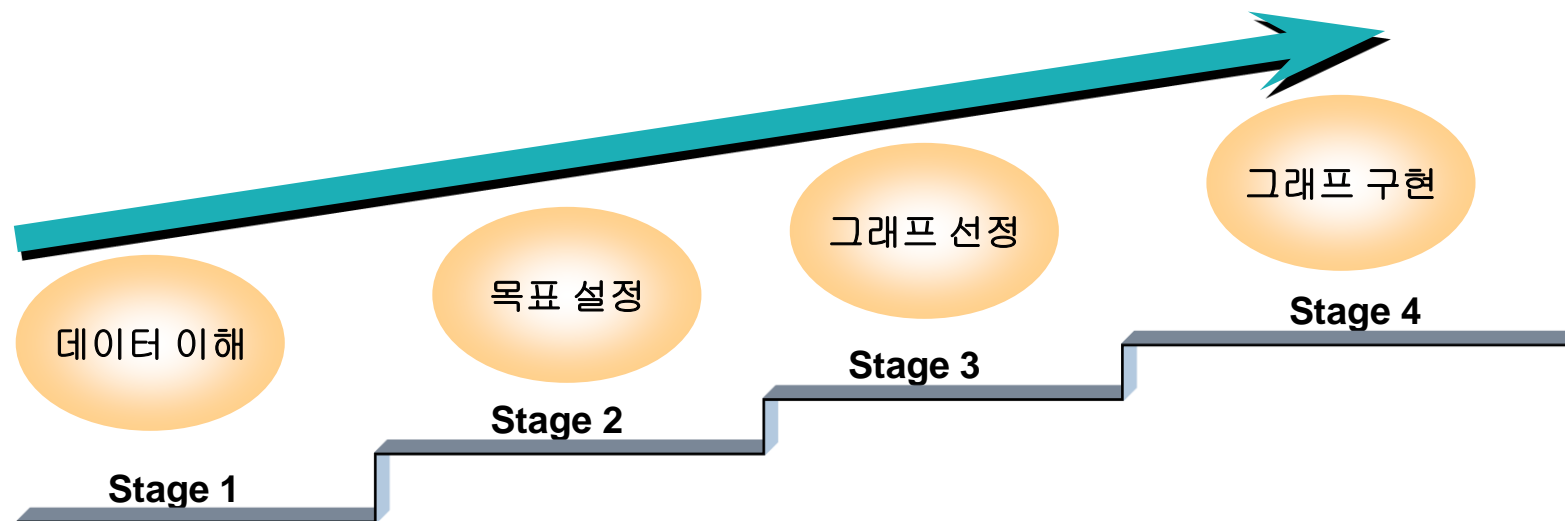 데이터 이해
Stage 1
목표 설정
Stage 2
그래프 선정
Stage 3
그래프 구현
Stage 4